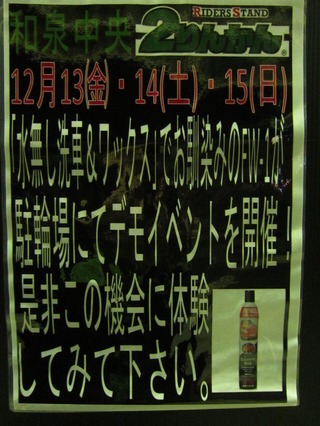 和泉中央
RIDERS STAND
2りんかん
12月13(金)・14(土)・15(日)
「水無し洗車&ワックス」でお馴染みのFW-1が
駐輪場にてデモイベントを開催!
是非この機会に体験
してみて下さい。